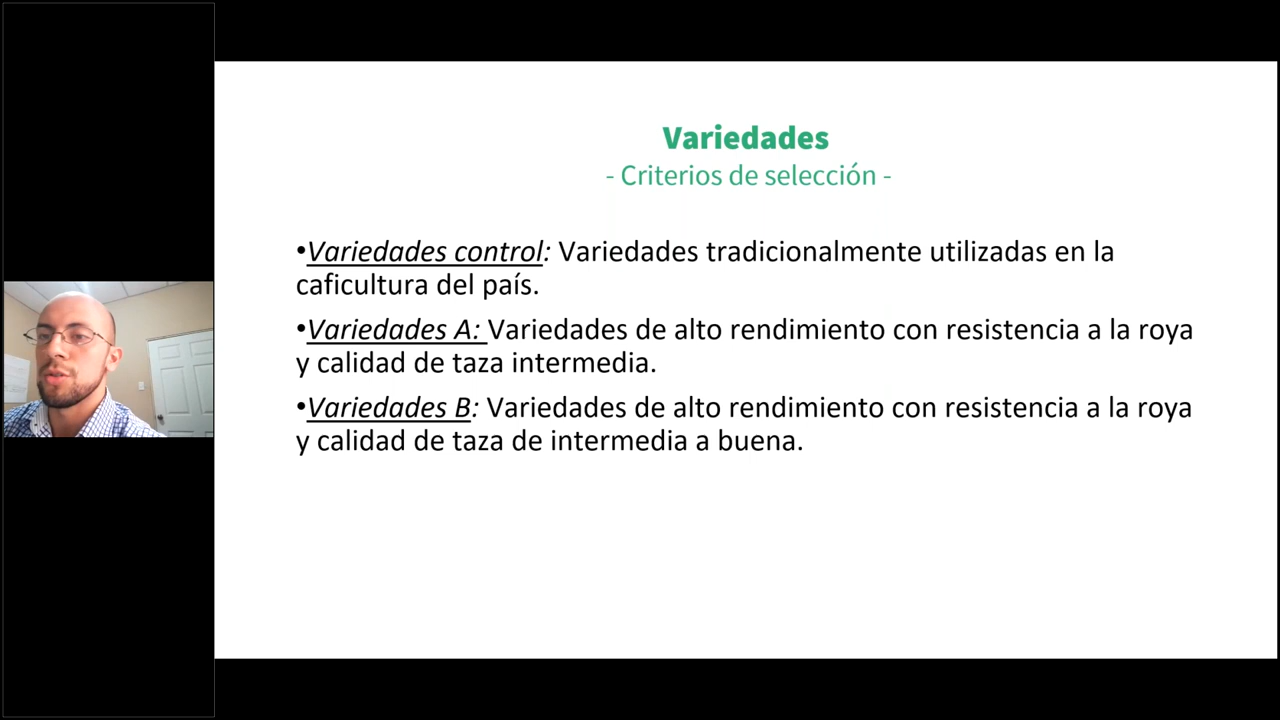 Variedades
- Criterios de selección -
•Variedades control: Variedades tradicionalmente utilizadas en la
caficultura del país.
•Variedades A: Variedades de alto rendimiento con resistencia a la roya
y calidad de taza intermedia.
•Variedades B: Variedades de alto rendimiento con resistencia a la roya
y calidad de taza de intermedia a buena.